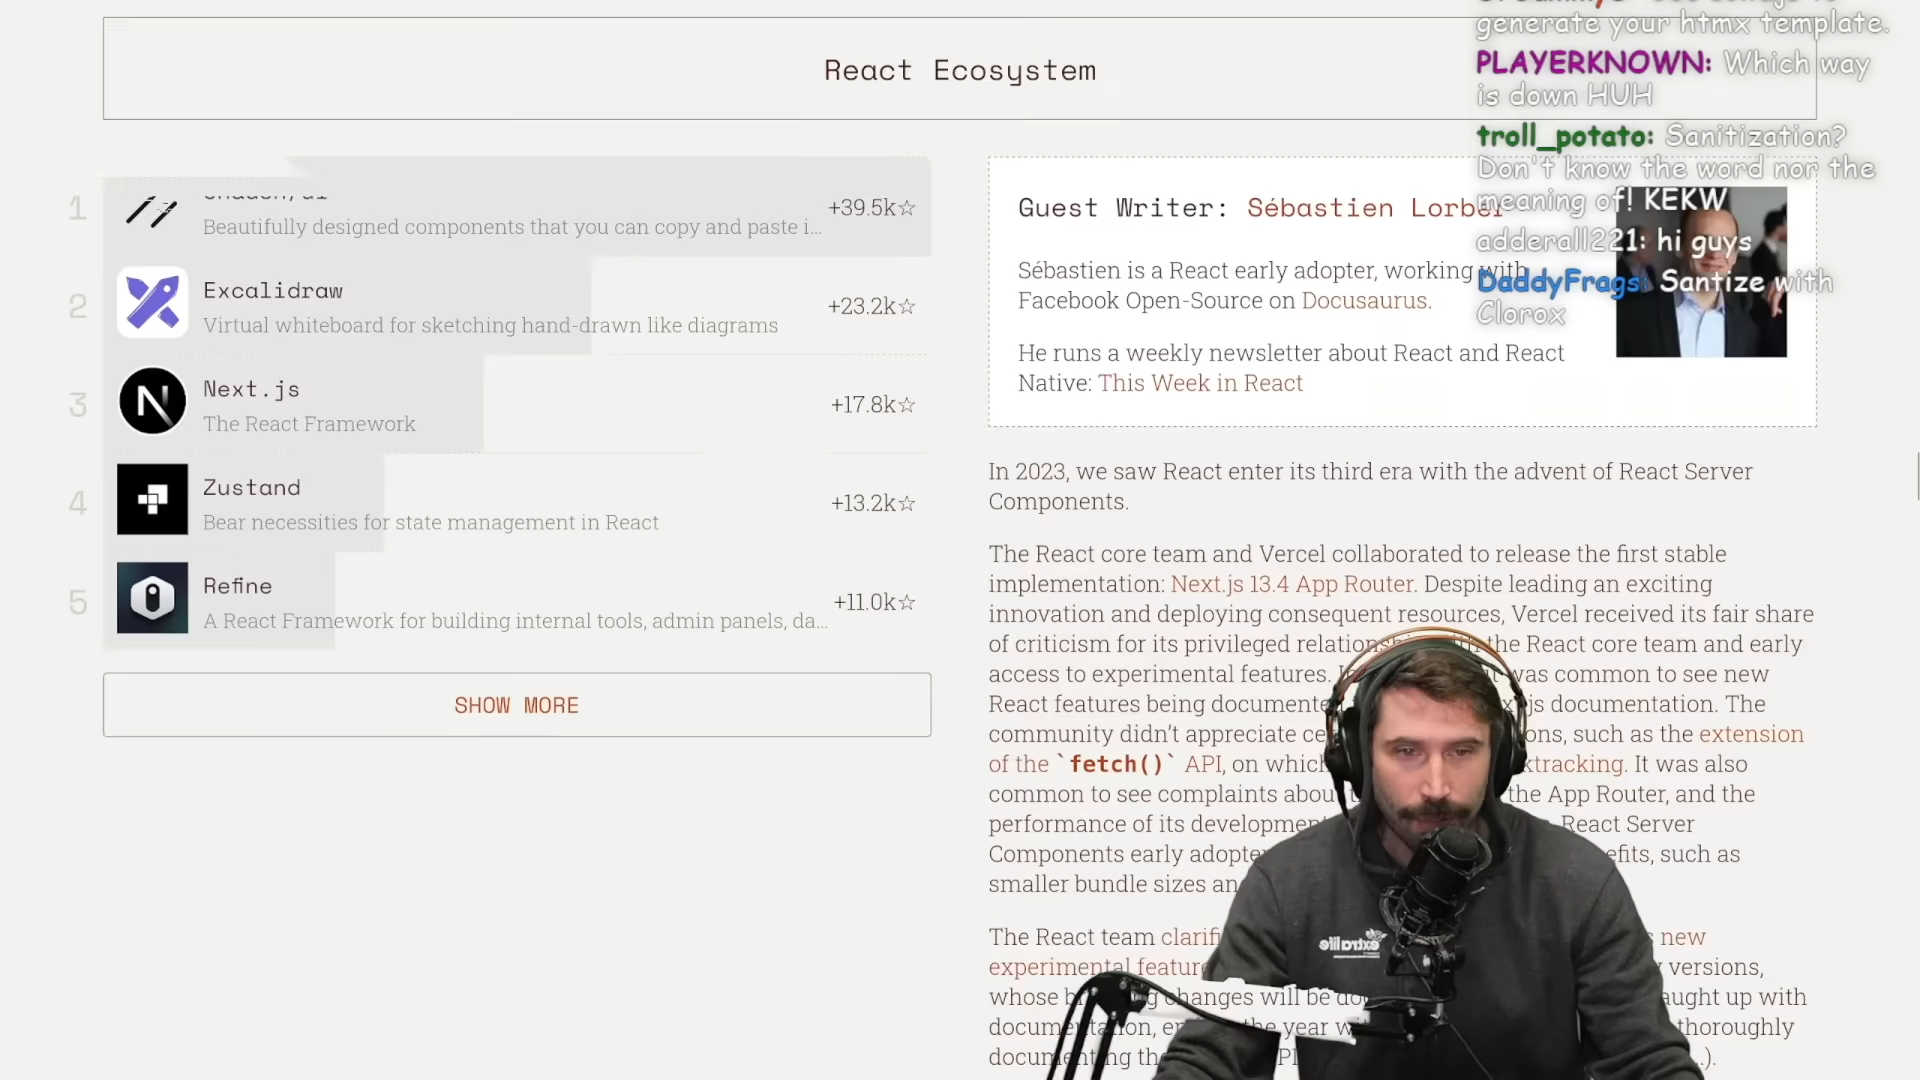 React Ecosystem
generate your htmx template.
PLAYERKNOWN: Which way
is down HUH
troll_potato: Sanitization?
Don't know the word nor the
meaning of! KEKW
adderall221: hi guys
DaddyFrags: Santize with
Clorox
1
+39.5k☆
Beautifully designed components that you can copy and paste i...
2
Excalidraw
+23.2k☆
Virtual whiteboard for sketching hand-drawn like diagrams
3
Next.js
+17.8k☆
The React Framework
4
Zustand
+13.2k☆
Bear necessities for state management in React
5
Refine
+11.0k☆
A React Framework for building internal tools, admin panels, da...
SHOW MORE
Guest Writer: Sébastien Lorber
Sébastien is a React early adopter, working with
Facebook Open-Source on Docusaurus.
He runs a weekly newsletter about React and React
Native: This Week in React
In 2023, we saw React enter its third era with the advent of React Server
Components.
The React core team and Vercel collaborated to release the first stable
implementation: Next.js 13.4 App Router. Despite leading an exciting
innovation and deploying consequent resources, Vercel received its fair share
of criticism for its privileged relationship with the React core team and early
access to experimental features. it was common to see new
React features being documented js documentation. The
community didn't appreciate such as the extension
of the `fetch()` API, on which It was also
common to see complaints about the App Router, and the
performance of its development React Server
Components early such as
smaller bundle sizes
The React team new
experimental versions,
whose changes will be up with
documentation, the year thoroughly
documenting
extralife